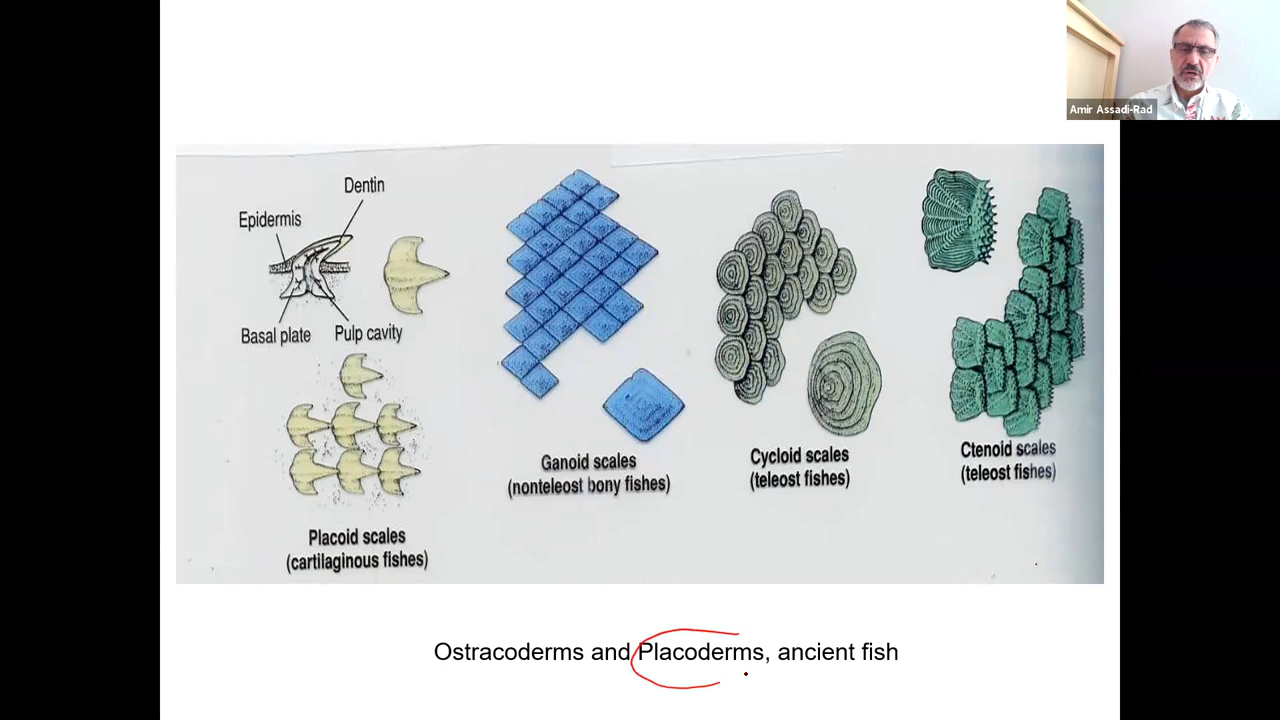 Amir Assadi-Rad
Dentin
Epidermis
Basal plate
Pulp cavity
Placoid scales
(cartilaginous fishes)
Ganoid scales
(nonteleost bony fishes)
Cycloid scales
(teleost fishes)
Ctenoid scales
(teleost fishes)
Ostracoderms and Placoderms, ancient fish